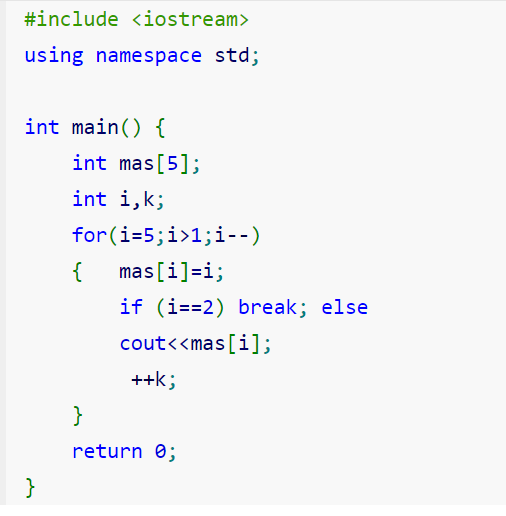 #include <iostream>
using namespace std;
int main() {
int mas[5];
int i,k;
for(i=5;i>1;i--)
{   mas[i]=i;
if (i==2) break; else
cout<<mas[i];
++k;
}
return 0;
}